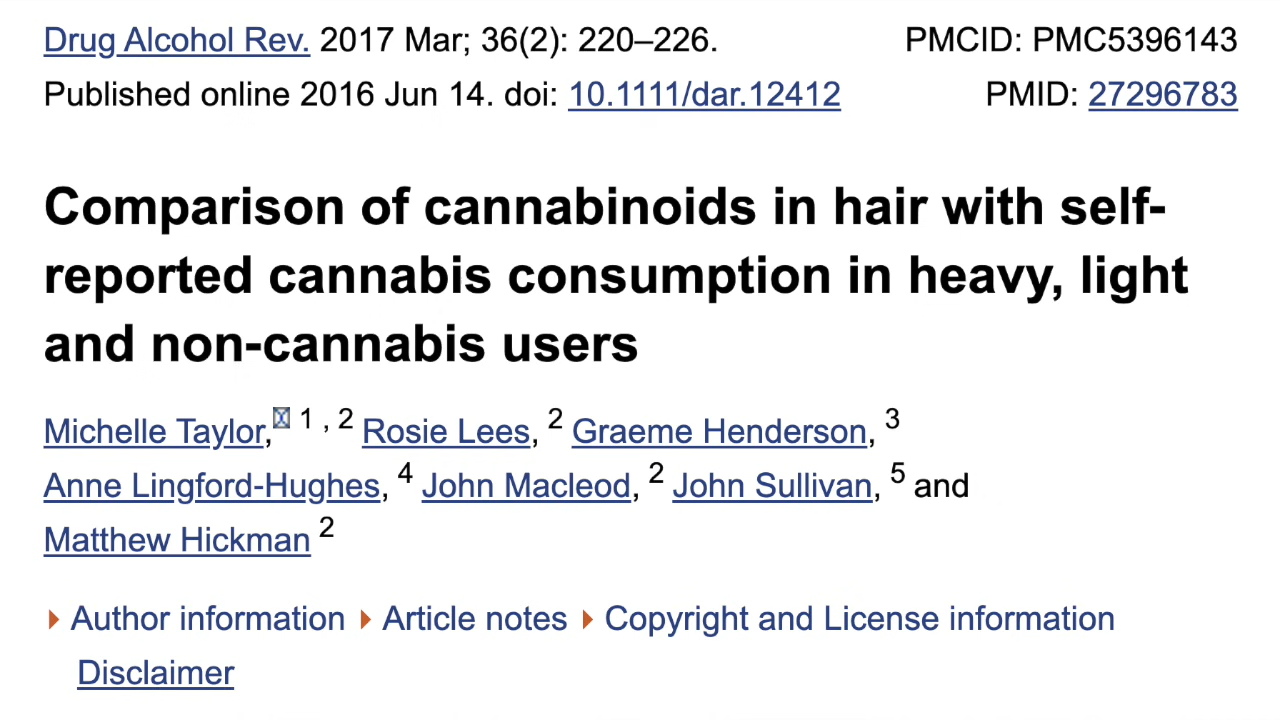 Drug Alcohol Rev. 2017 Mar; 36(2): 220–226. PMCID: PMC5396143
Published online 2016 Jun 14. doi: 10.1111/dar.12412 PMID: 27296783
Comparison of cannabinoids in hair with self-
reported cannabis consumption in heavy, light
and non-cannabis users
Michelle Taylor, 1 , 2 Rosie Lees, 2 Graeme Henderson, 3
Anne Lingford-Hughes, 4 John Macleod, 2 John Sullivan, 5 and
Matthew Hickman 2
Author information Article notes Copyright and License information
Disclaimer